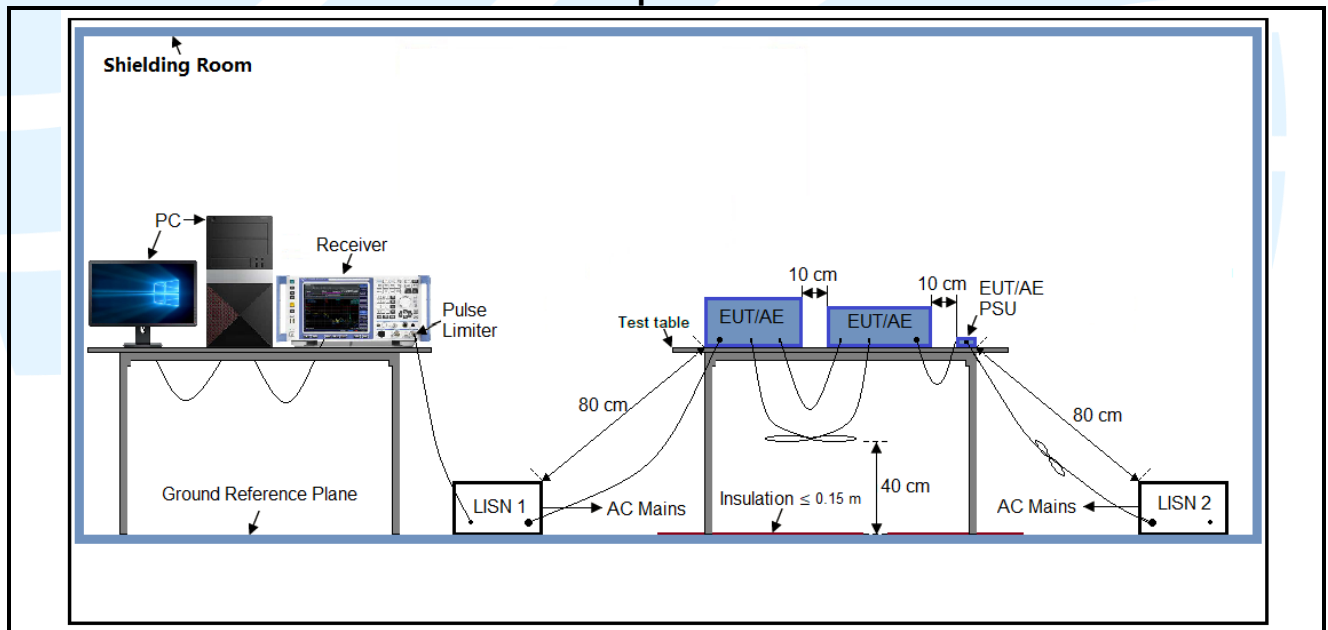 Shielding Room
PC
Receiver
Pulse
Limiter
10 cm
10 cm
EUT/AE
PSU
Test table
EUT/AE
EUT/AE
80 cm
80 cm
40 cm
Ground Reference Plane
LISN 1
AC Mains
Insulation ≤ 0.15 m
AC Mains
LISN 2